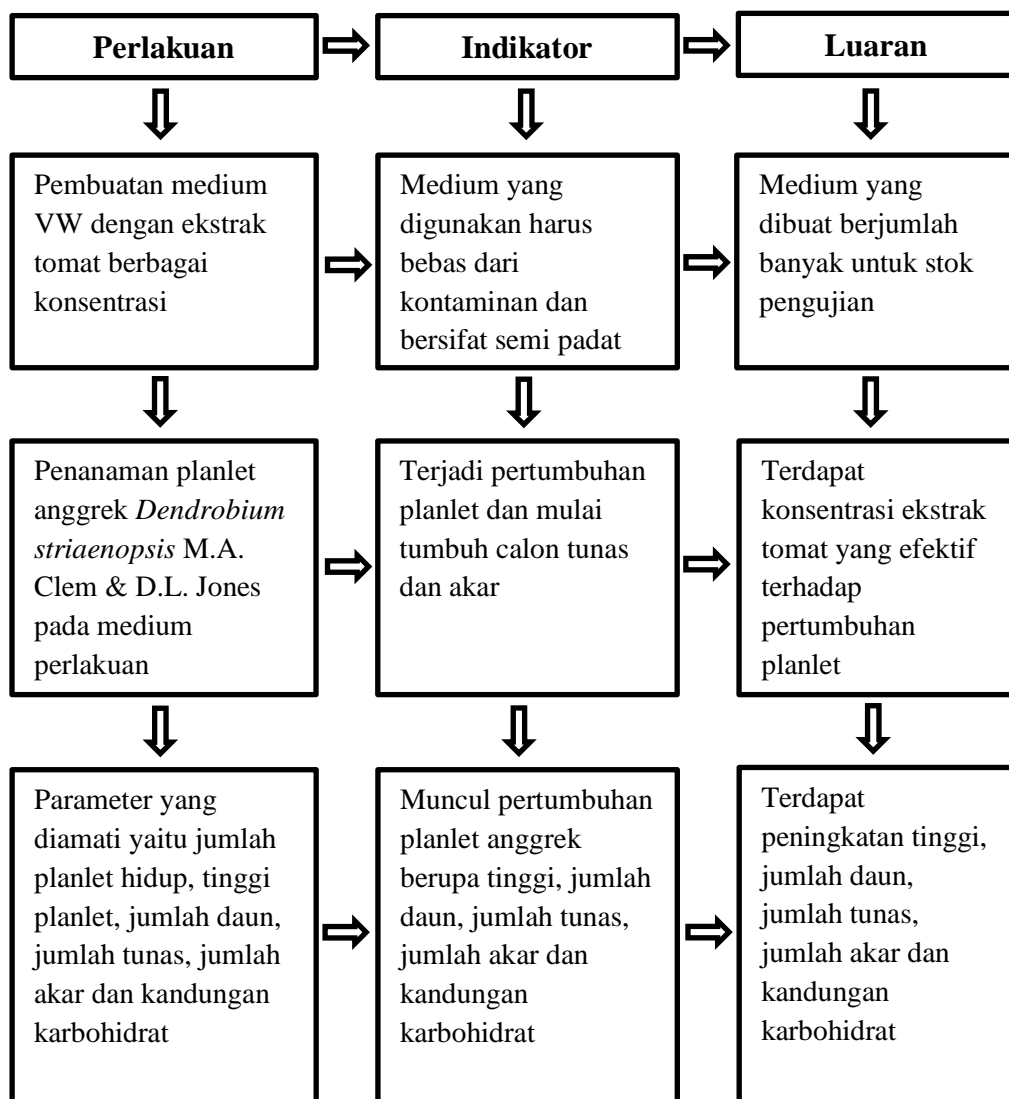 Perlakuan
Indikator
Luaran
Pembuatan medium
VW dengan ekstrak
tomat berbagai
konsentrasi
Medium yang
digunakan harus
bebas dari
kontaminan dan
bersifat semi padat
Medium yang
dibuat berjumlah
banyak untuk stok
pengujian
Penanaman planlet
anggrek Dendrobium
striaenopsis M.A.
Clem & D.L. Jones
pada medium
perlakuan
Terjadi pertumbuhan
planlet dan mulai
tumbuh calon tunas
dan akar
Terdapat
konsentrasi ekstrak
tomat yang efektif
terhadap
pertumbuhan
planlet
Parameter yang
diamati yaitu jumlah
planlet hidup, tinggi
planlet, jumlah daun,
jumlah tunas, jumlah
akar dan kandungan
karbohidrat
Muncul pertumbuhan
planlet anggrek
berupa tinggi, jumlah
daun, jumlah tunas,
jumlah akar dan
kandungan
karbohidrat
Terdapat
peningkatan tinggi,
jumlah daun,
jumlah tunas,
jumlah akar dan
kandungan
karbohidrat